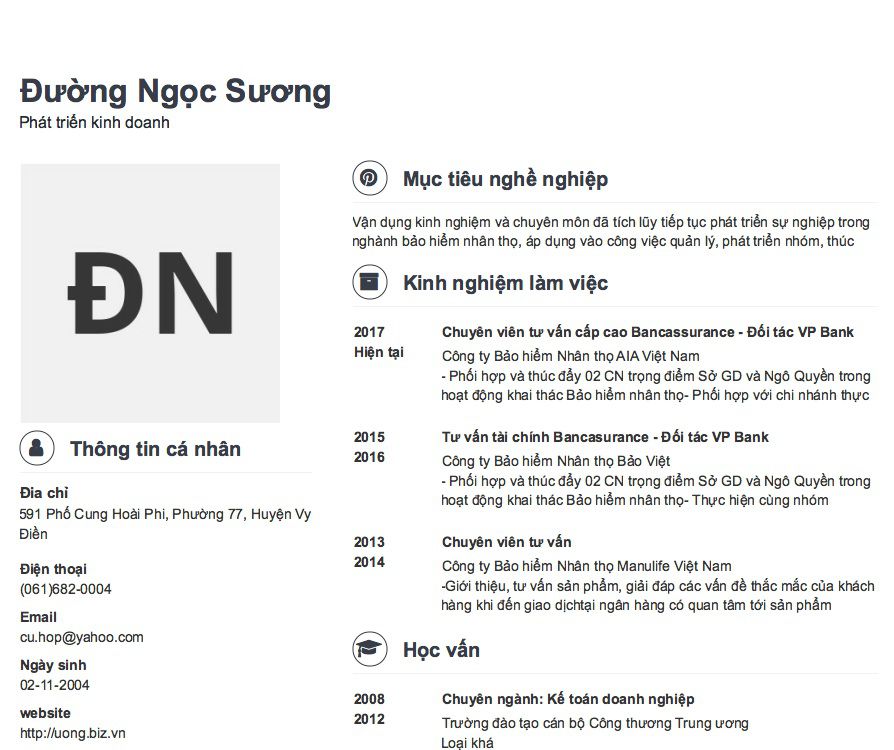 Đường Ngọc Sương
Phát triển kinh doanh
ĐN
Thông tin cá nhân
Đia chỉ
591 Phố Cung Hoài Phi, Phường 77, Huyện Vy
Điền
Điện thoại
(061)682-0004
Email
cu.hop@yahoo.com
Ngày sinh
02-11-2004
website
http://uong.biz.vn
Mục tiêu nghề nghiệp
Vận dụng kinh nghiệm và chuyên môn đã tích lũy tiếp tục phát triển sự nghiệp trong
nghành bảo hiểm nhân thọ, áp dụng vào công việc quản lý, phát triển nhóm, thúc
Kinh nghiệm làm việc
2017
Hiện tại
Chuyên viên tư vấn cấp cao Bancassurance - Đối tác VP Bank
Công ty Bảo hiểm Nhân thọ AIA Việt Nam
- Phối hợp và thúc đẩy 02 CN trọng điểm Sở GD và Ngô Quyền trong
hoạt động khai thác Bảo hiểm nhân thọ- Phối hợp với chi nhánh thực
2015
2016
Tư vấn tài chính Bancasurance - Đối tác VP Bank
Công ty Bảo hiểm Nhân thọ Bảo Việt
- Phối hợp và thúc đẩy 02 CN trọng điểm Sở GD và Ngô Quyền trong
hoạt động khai thác Bảo hiểm nhân thọ- Thực hiện cùng nhóm
2013
2014
Chuyên viên tư vấn
Công ty Bảo hiểm Nhân thọ Manulife Việt Nam
-Giới thiệu, tư vấn sản phẩm, giải đáp các vấn đề thắc mắc của khách
hàng khi đến giao dịchtại ngân hàng có quan tâm tới sản phẩm
Học vấn
2008
2012
Chuyên ngành: Kế toán doanh nghiệp
Trường đào tạo cán bộ Công thương Trung ương
Loại khá